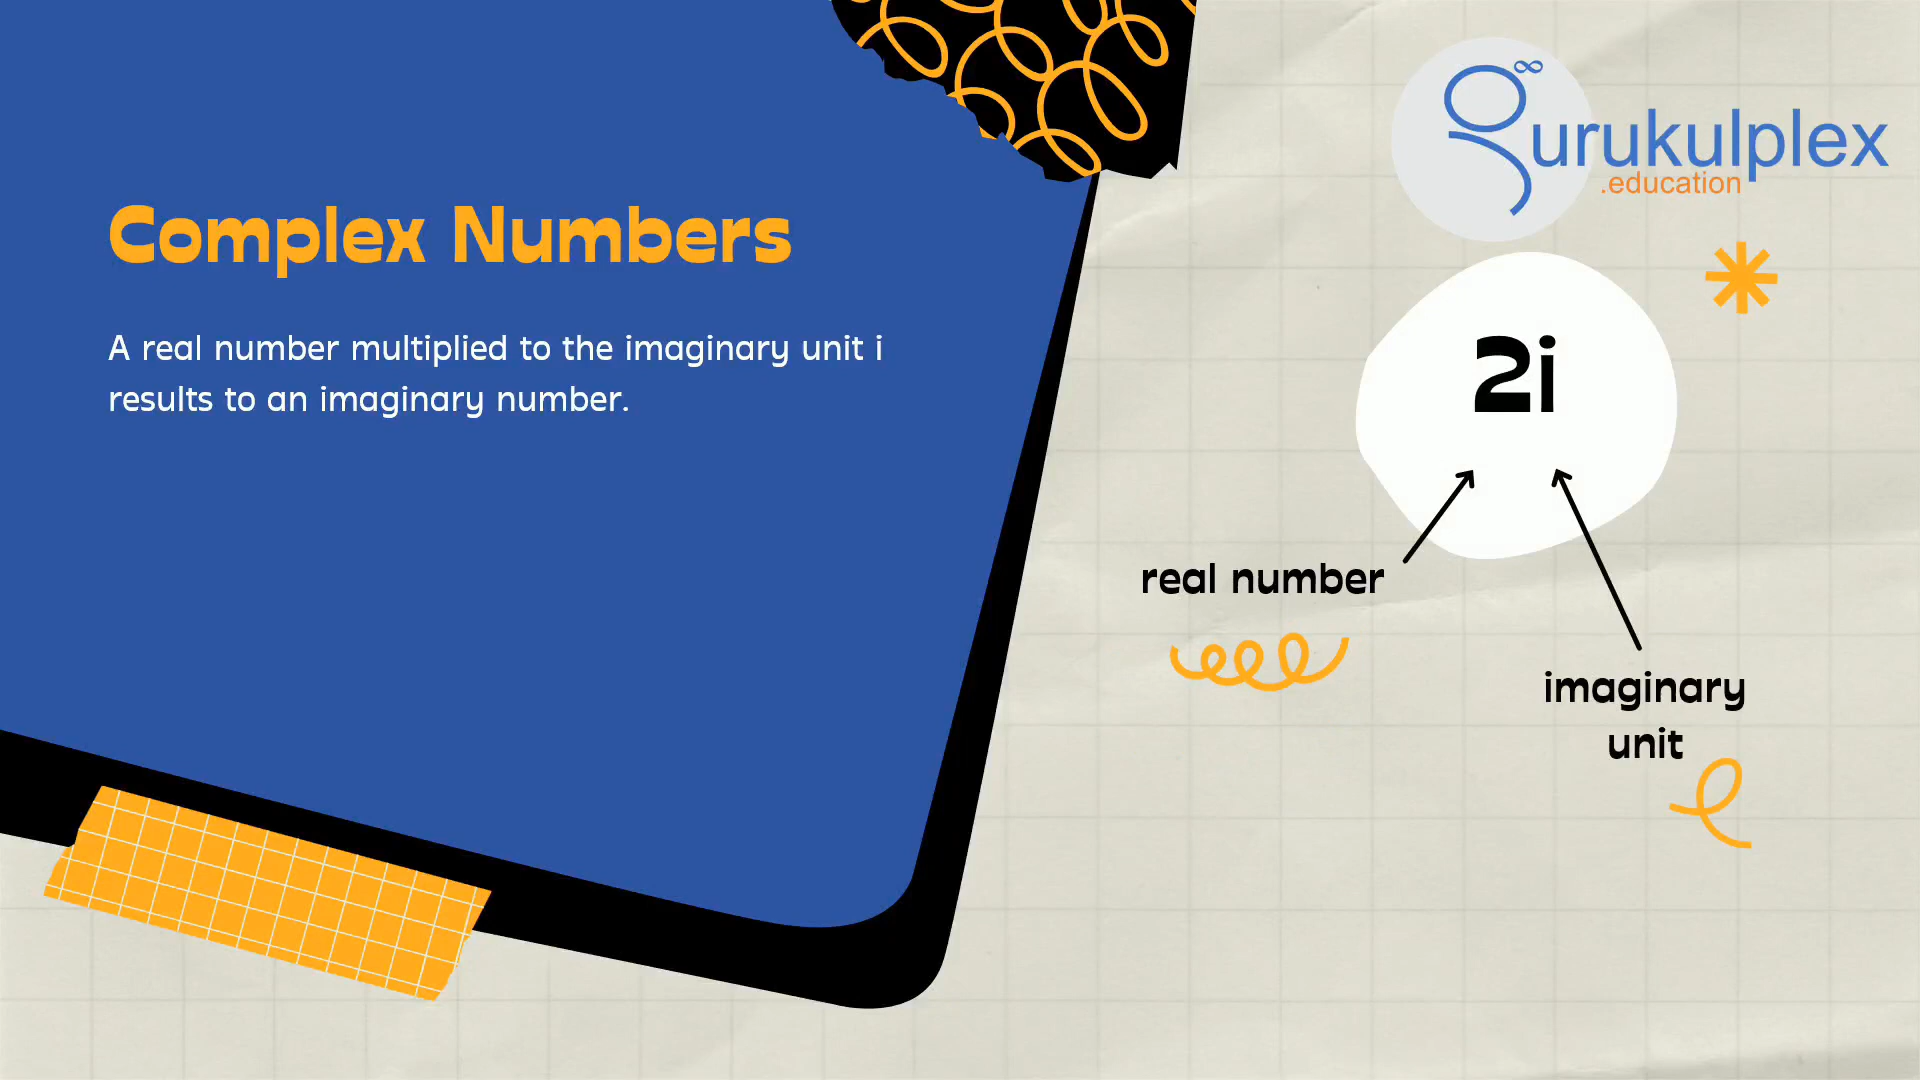 gurukulplex
.education
Complex Numbers
A real number multiplied to the imaginary unit i
results to an imaginary number.
2i
real number
imaginary
unit